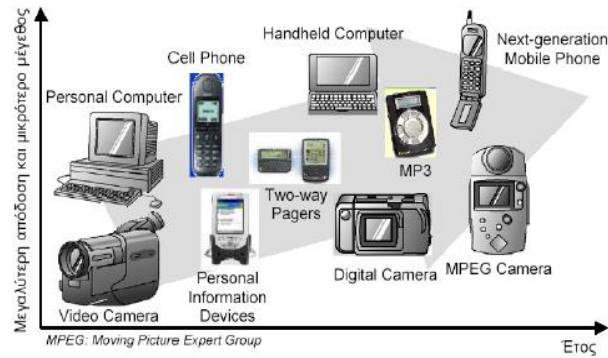 Μεγαλύτερη απόδοση και μικρότερο μέγεθος
Handheld Computer
Next-generation
Mobile Phone
Cell Phone
Personal Computer
MP3
Two-way
Pagers
Personal
Information
Devices
Digital Camera
MPEG Camera
Video Camera
MPEG: Moving Picture Expert Group
Έτος